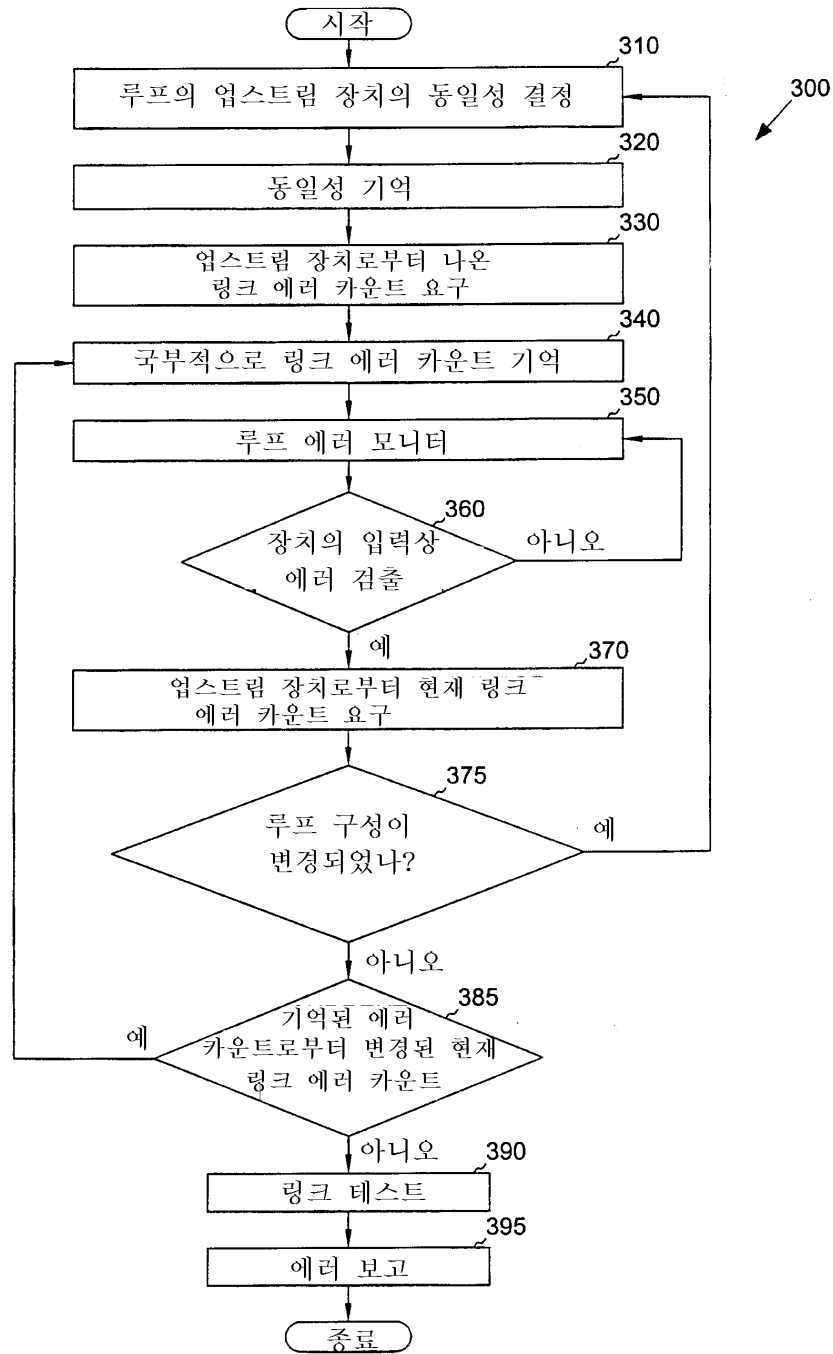 시작
310
루프의 업스트림 장치의 동일성 결정
300
320
동일성 기억
330
업스트림 장치로부터 나온
링크 에러 카운트 요구
340
국부적으로 링크 에러 카운트 기억
350
루프 에러 모니터
360
장치의 입력상
에러 검출
아니오
예
370
업스트림 장치로부터 현재 링크
에러 카운트 요구
375
루프 구성이
변경되었나?
예
아니오
385
기억된 에러
카운트로부터 변경된 현재
링크 에러 카운트
예
아니오
390
링크 테스트
395
에러 보고
종료